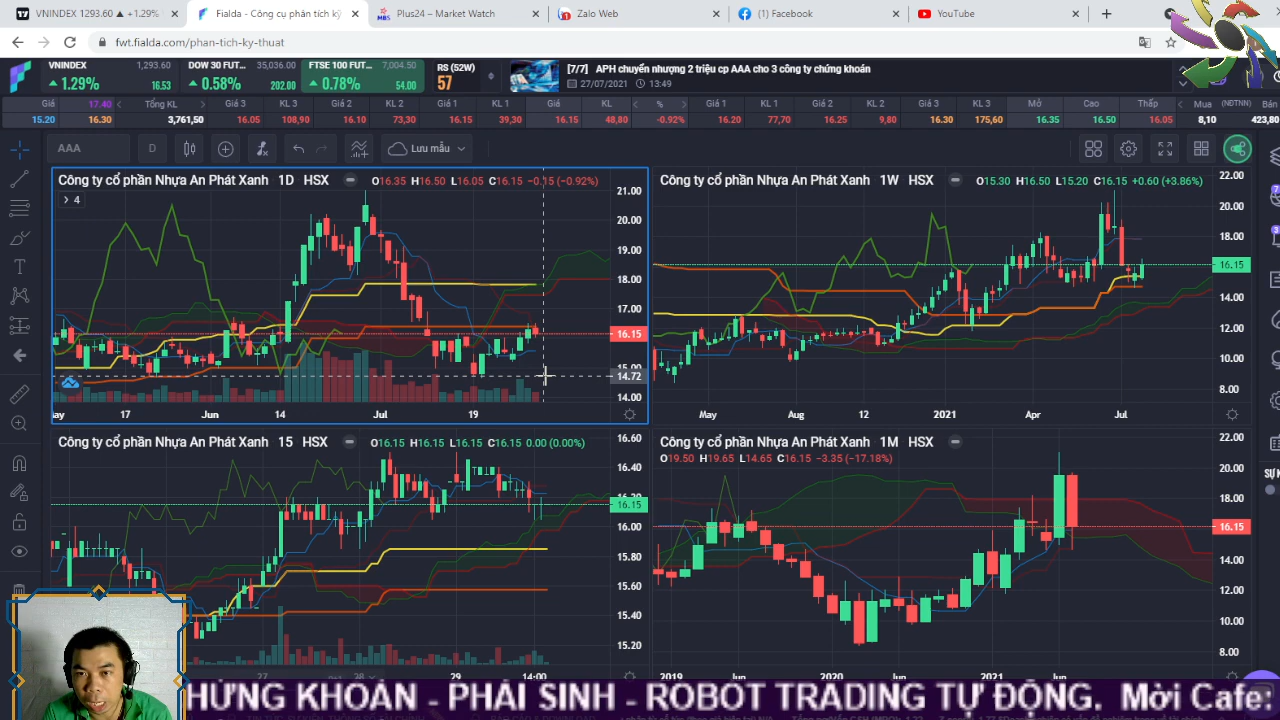 VNINDEX 1293.60 ▲ +1.29%
Fialda - Công cụ phân tích kỹ
MBS
Plus24 – Market Watch
Zalo Web
(1) Facebook
YouTube
fwt.fialda.com/phan-tich-ky-thuat
VNINDEX 1,293.60
▲ 1.29% 16.53
DOW 30 FUT... 35,036.00
▲ 0.58% 202.00
FTSE 100 FUT... 7,004.50
▲ 0.78% 54.00
RS (52W)
57
[7/7] APH chuyển nhượng 2 triệu cp AAA cho 3 công ty chứng khoán
27/07/2021 13:49
Giá 17.40 Tổng KL Giá 3 KL 3 Giá 2 KL 2 Giá 1 KL 1 Giá KL % Giá 1 KL 1 Giá 2 KL 2 Giá 3 KL 3 Mở Cao Thấp Mua (NĐTNN) Bán
15.20 16.30 3,761,50 16.05 108,90 16.10 73,30 16.15 39,30 16.15 48,80 -0.92% 16.20 77,70 16.25 9,80 16.30 175,60 16.35 16.50 16.05 8,10 423,80
AAA D Lưu mẫu
Công ty cổ phần Nhựa An Phát Xanh 1D HSX O16.35 H16.50 L16.05 C16.15 -0.15 (-0.92%)
4
21.00
20.00
19.00
18.00
17.00
16.15
15.00
14.72
14.00
17 Jun 14 Jul 19
Công ty cổ phần Nhựa An Phát Xanh 1W HSX O15.30 H16.50 L15.20 C16.15 +0.60 (+3.86%)
22.00
20.00
18.00
16.15
14.00
12.00
10.00
8.00
May Aug 12 2021 Apr Jul
Công ty cổ phần Nhựa An Phát Xanh 15 HSX O16.15 H16.15 L16.15 C16.15 0.00 (0.00%)
16.60
16.40
16.15
16.00
15.80
15.60
15.40
15.20
27 28 29 14:00
Công ty cổ phần Nhựa An Phát Xanh 1M HSX
O19.50 H19.65 L14.65 C16.15 -3.35 (-17.18%)
22.00
20.00
18.00
16.15
14.00
12.00
10.00
8.00
2019 Jun 2020 Jun 2021 Jun
HỨNG KHOÁN - PHÁI SINH - ROBOT TRADING TỰ ĐỘNG. Mời Cafe: